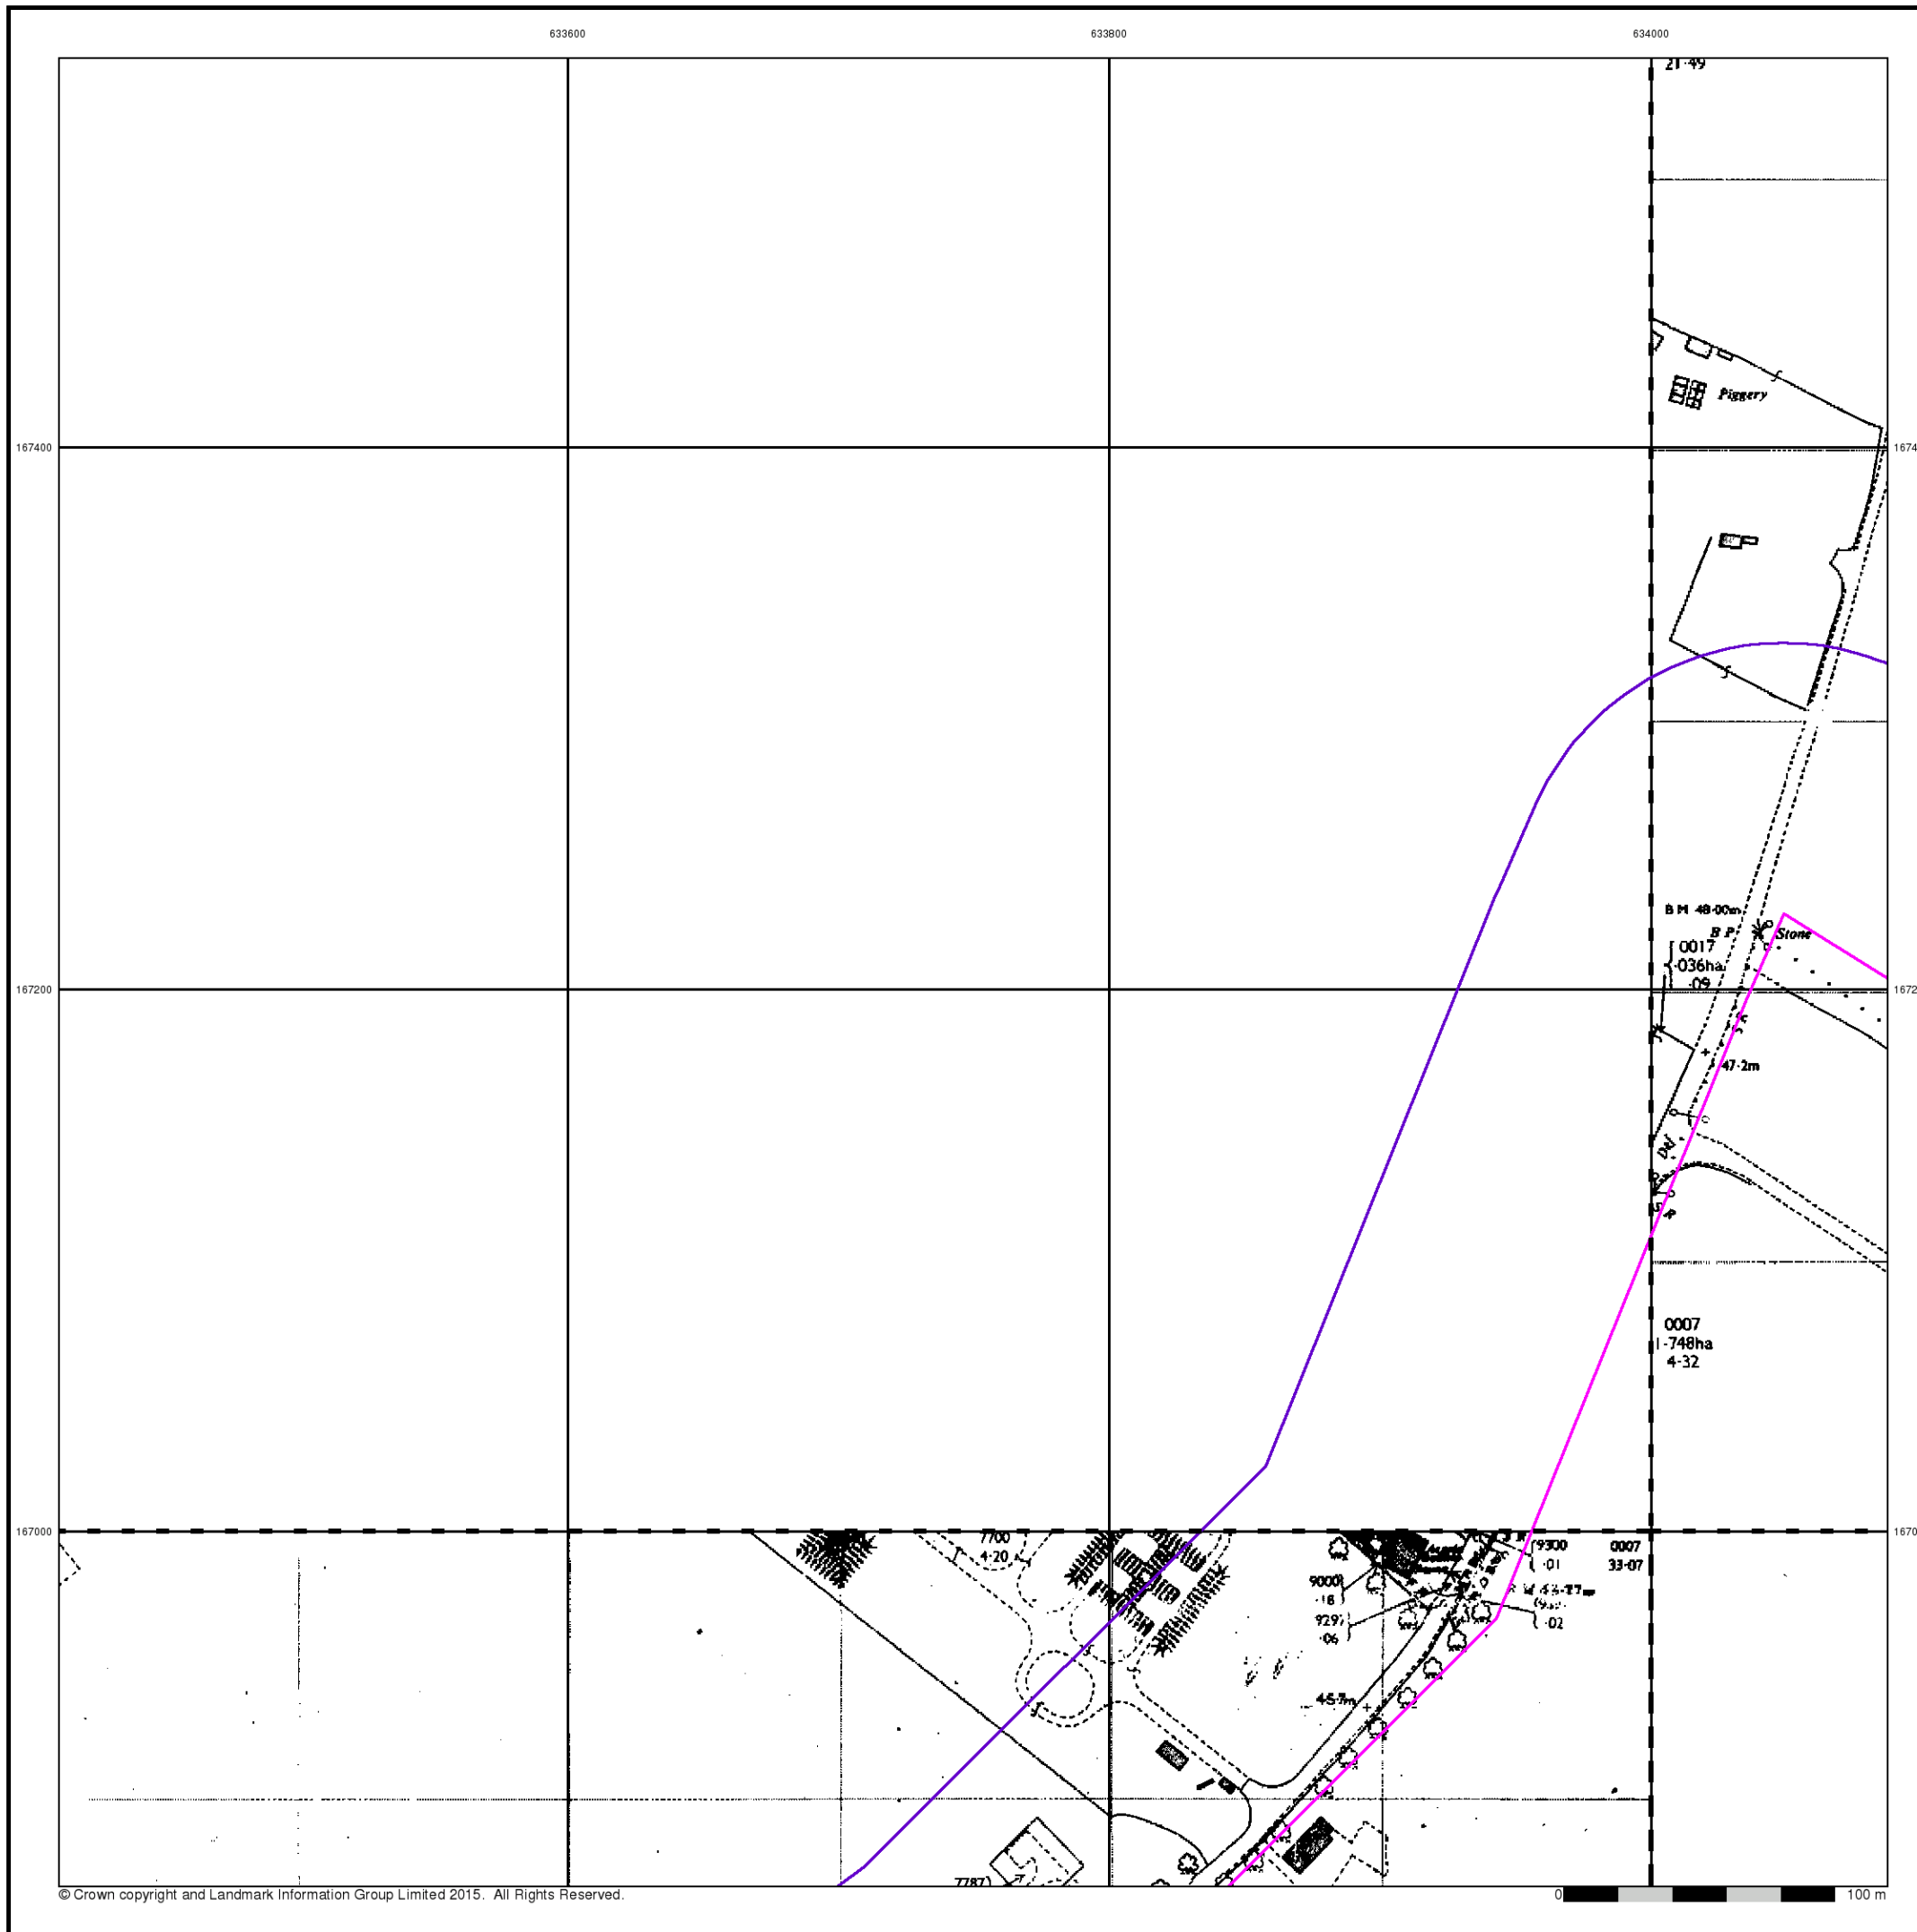 633600 633800 634000
21·49
Piggery
167400 1674
B M 48·00m
B P Stone
0017
·036ha
·09
167200 1672
47·2m
Def
S R
0007
1·748ha
4·32
167000 1670
7700
4·20
9300 0007
·01 33·07
9000
·18
·02
929
·06
45·7m
7787
© Crown copyright and Landmark Information Group Limited 2015. All Rights Reserved.
0 100 m